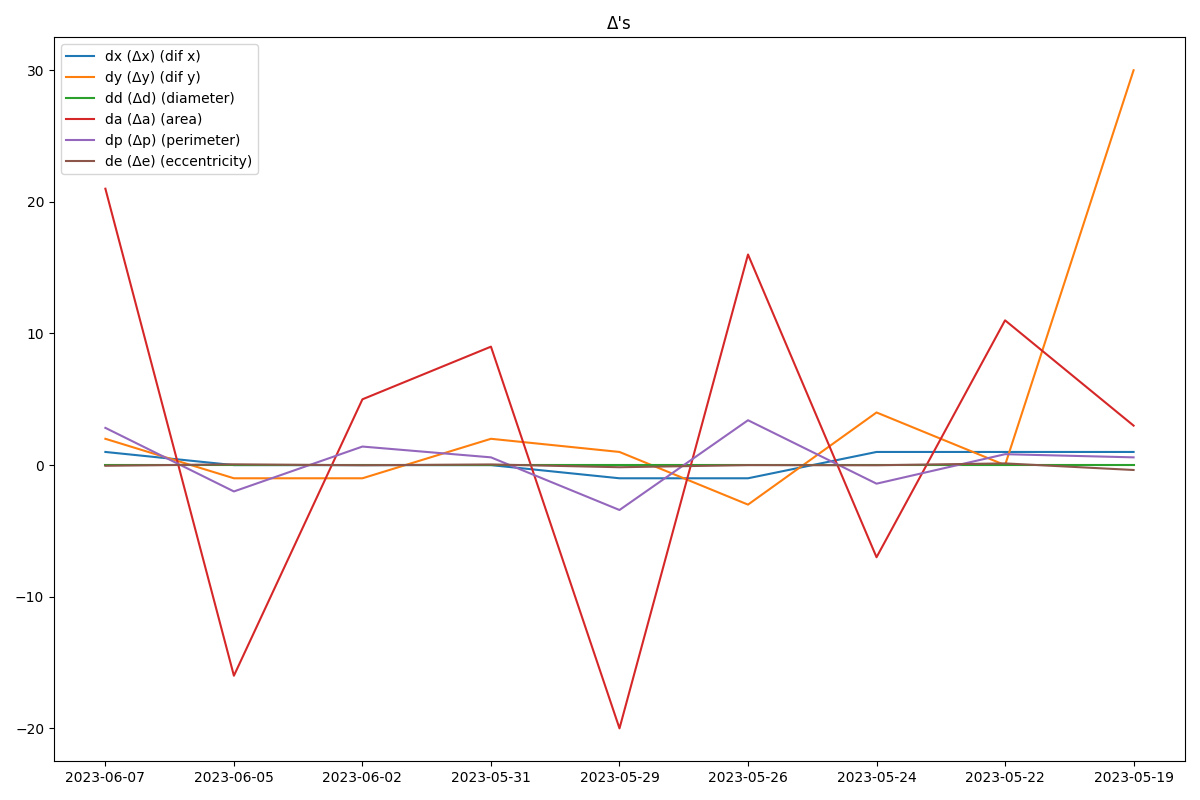 Δ's
dx (Δx) (dif x)
dy (Δy) (dif y)
dd (Δd) (diameter)
da (Δa) (area)
dp (Δp) (perimeter)
de (Δe) (eccentricity)
30
20
10
0
−10
−20
2023-06-07 2023-06-05 2023-06-02 2023-05-31 2023-05-29 2023-05-26 2023-05-24 2023-05-22 2023-05-19